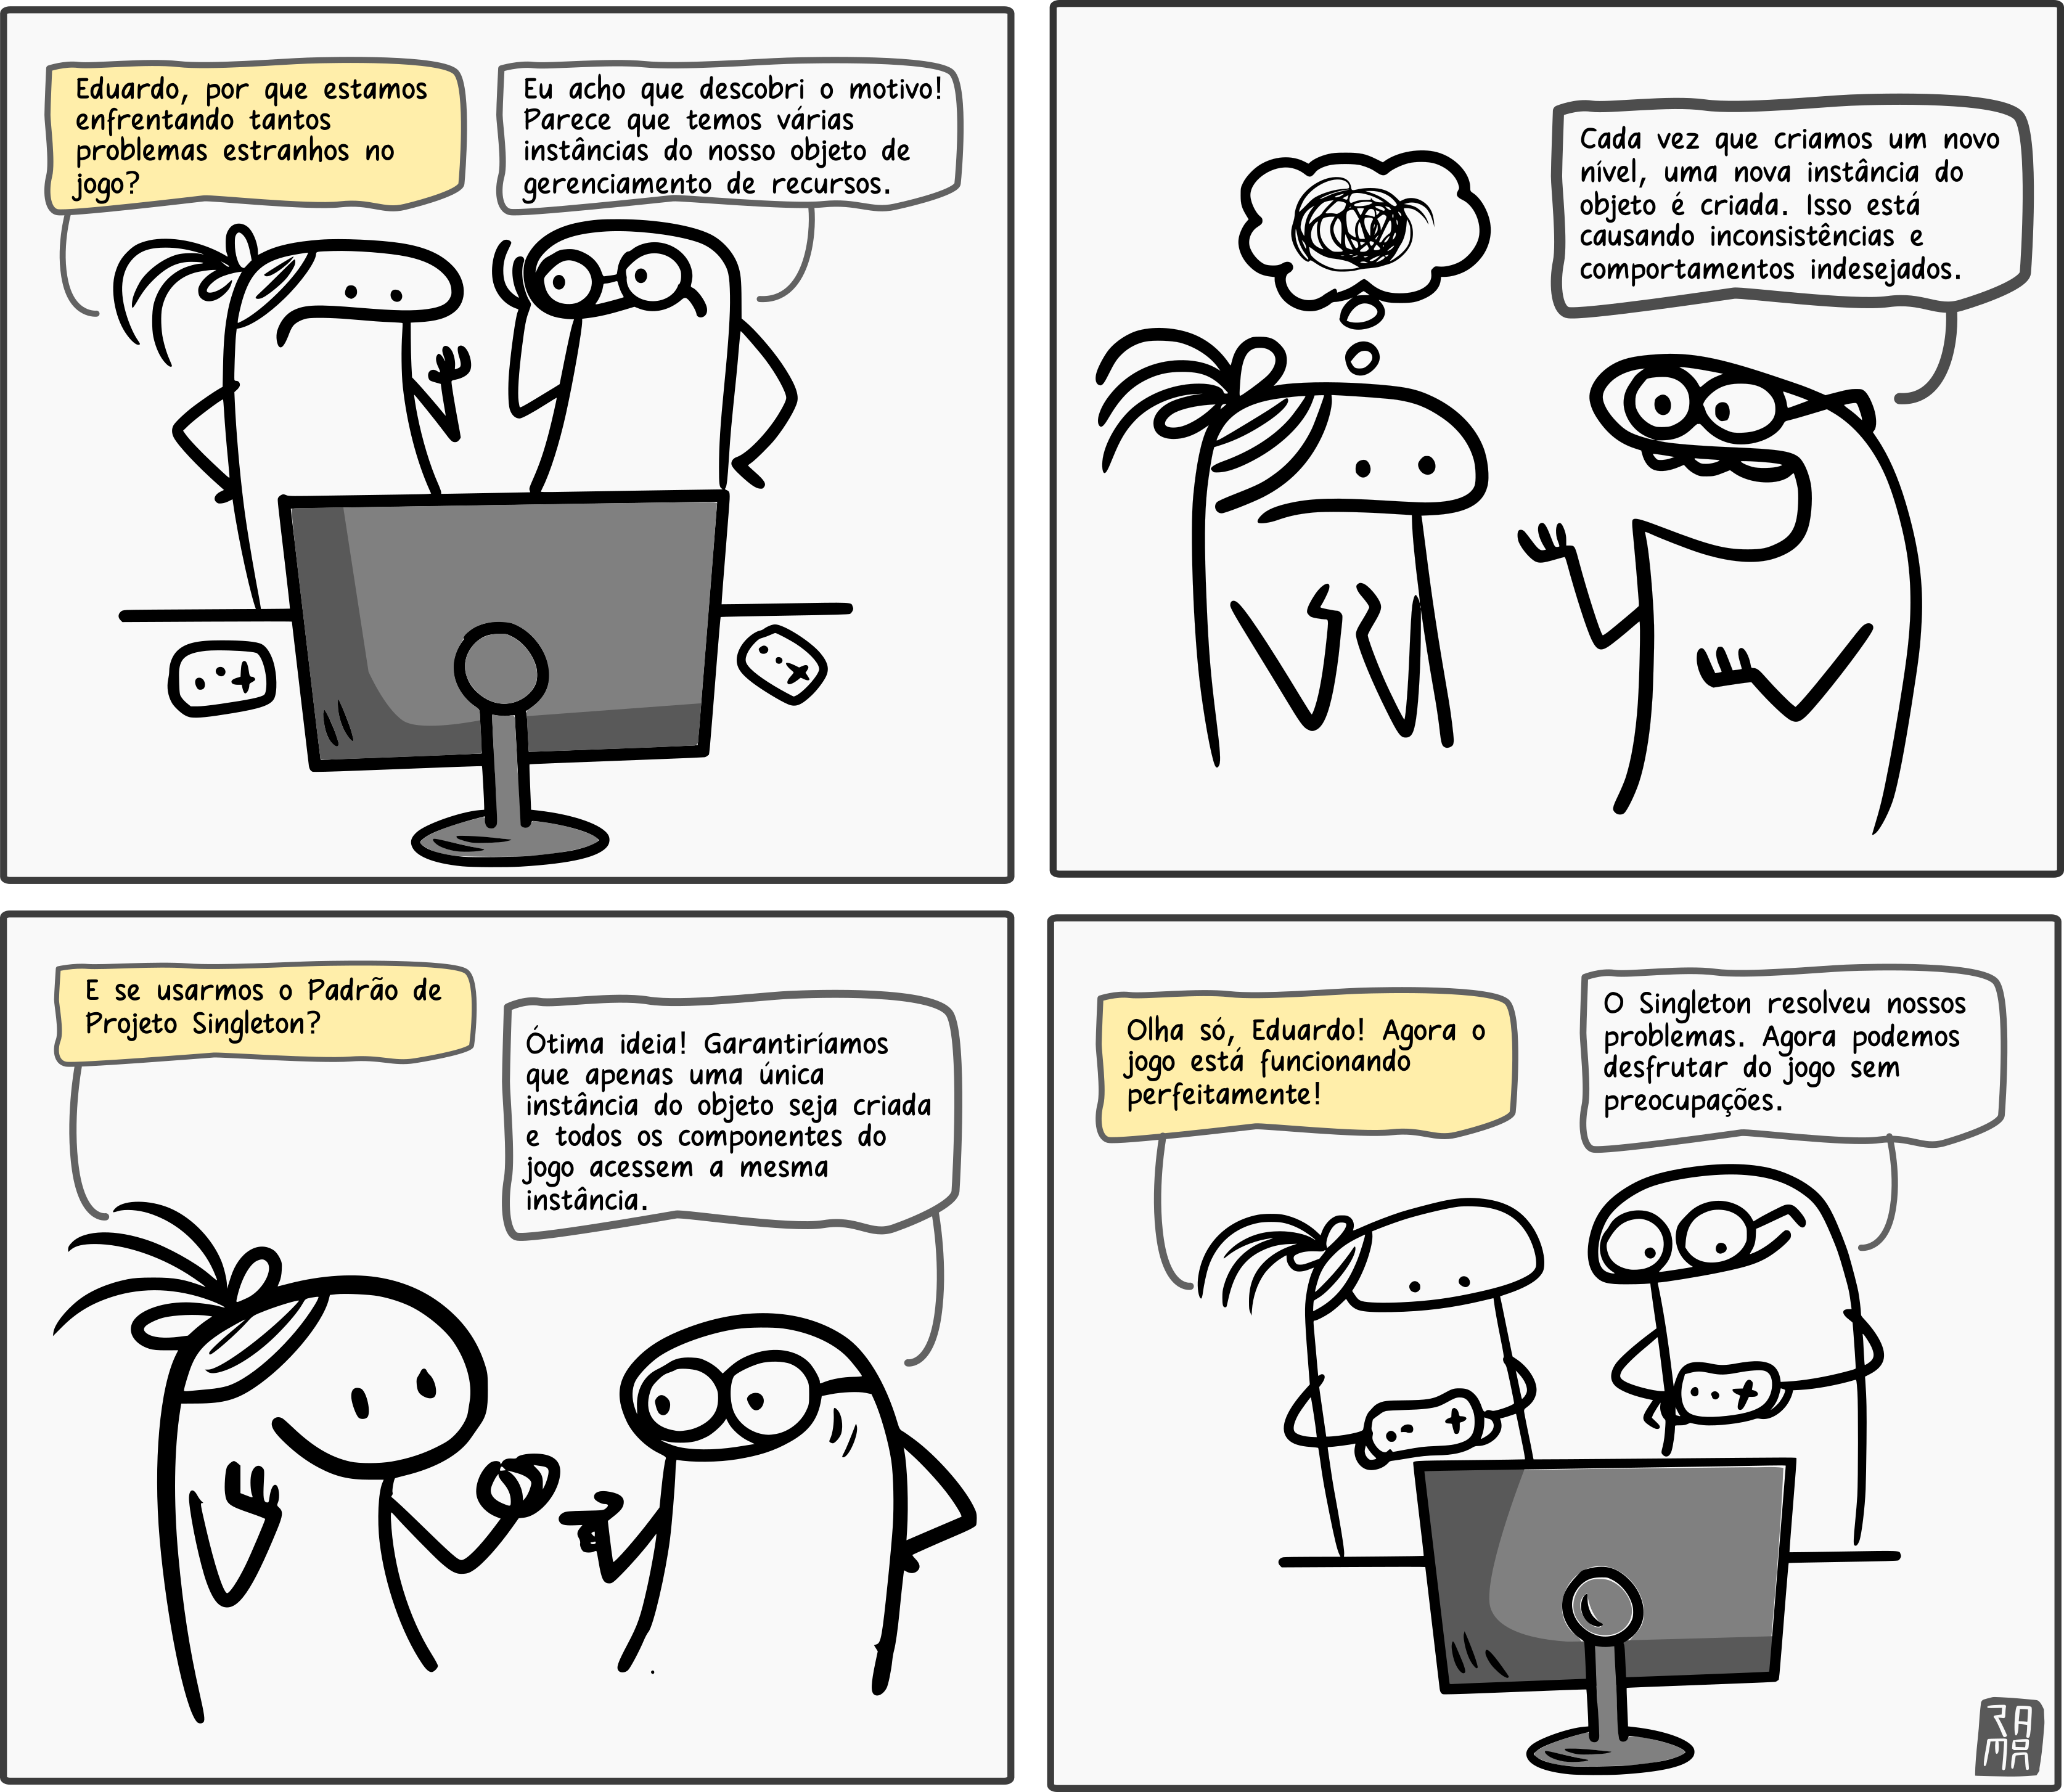 Eduardo, por que estamos
enfrentando tantos
problemas estranhos no
jogo?
Eu acho que descobri o motivo!
Parece que temos várias
instâncias do nosso objeto de
gerenciamento de recursos.
Cada vez que criamos um novo
nível, uma nova instância do
objeto é criada. Isso está
causando inconsistências e
comportamentos indesejados.
E se usarmos o Padrão de
Projeto Singleton?
Ótima ideia! Garantiríamos
que apenas uma única
instância do objeto seja criada
e todos os componentes do
jogo acessem a mesma
instância.
Olha só, Eduardo! Agora o
jogo está funcionando
perfeitamente!
O Singleton resolveu nossos
problemas. Agora podemos
desfrutar do jogo sem
preocupações.